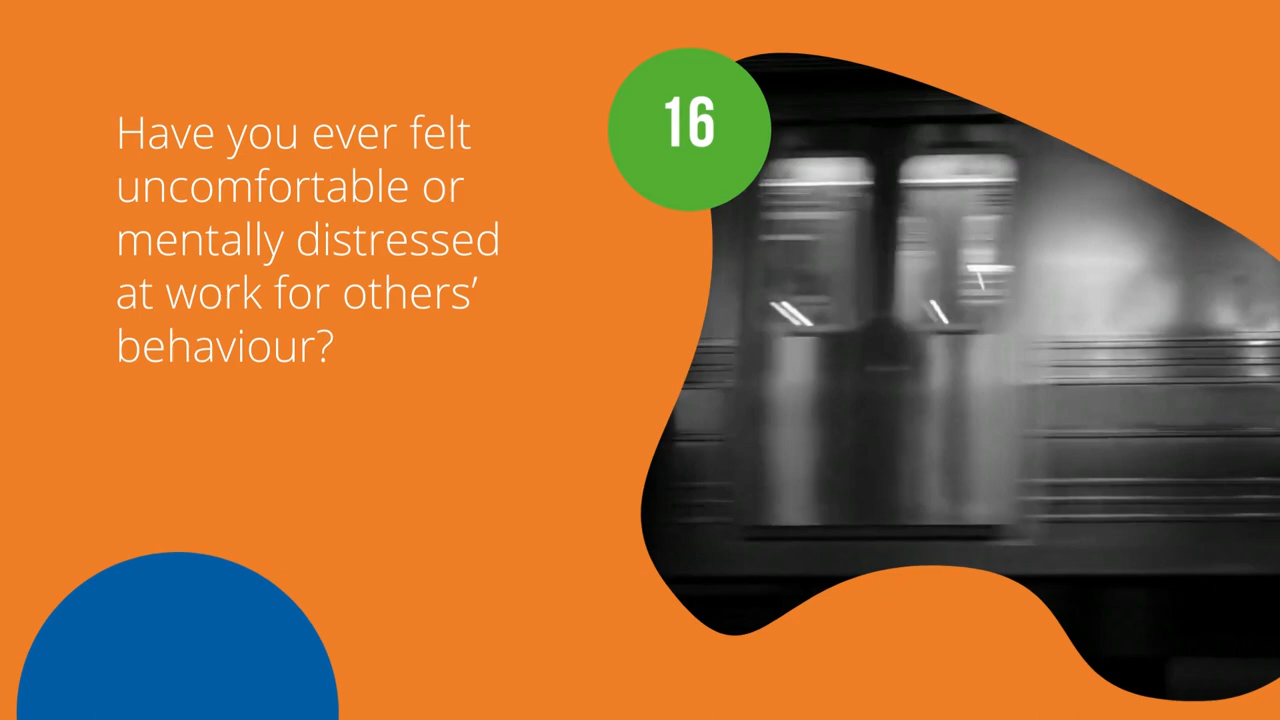 Have you ever felt
uncomfortable or
mentally distressed
at work for others’
behaviour?
16